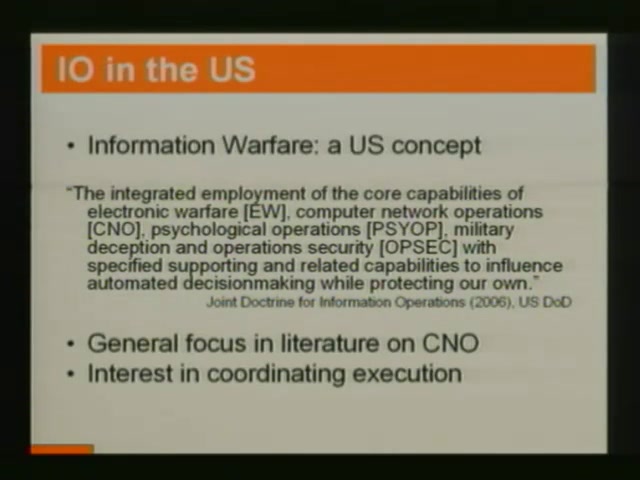 IO in the US
• Information Warfare: a US concept
“The integrated employment of the core capabilities of
electronic warfare [EW], computer network operations
[CNO], psychological operations [PSYOP], military
deception and operations security [OPSEC] with
specified supporting and related capabilities to influence
automated decisionmaking while protecting our own.”
Joint Doctrine for Information Operations (2006), US DoD
• General focus in literature on CNO
• Interest in coordinating execution